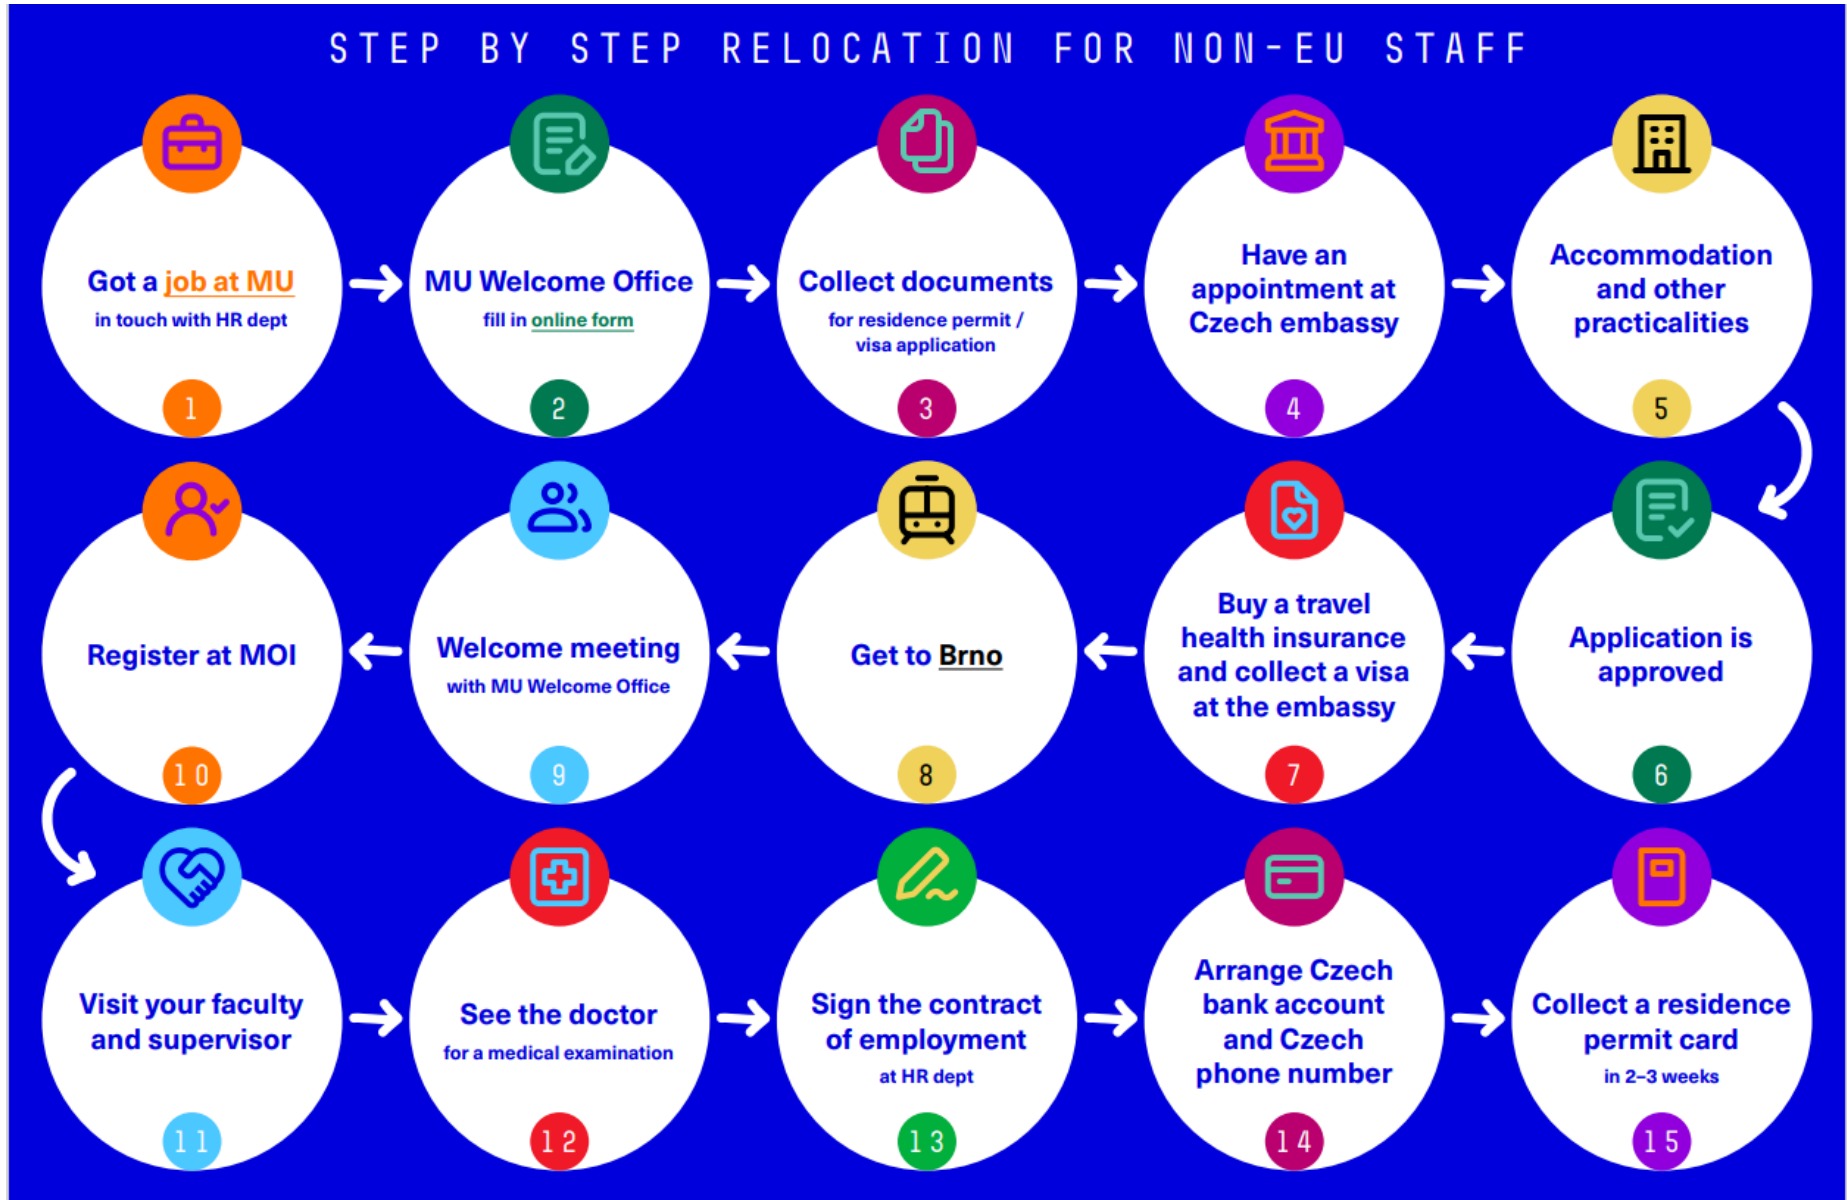 STEP BY STEP RELOCATION FOR NON-EU STAFF
Got a job at MU
in touch with HR dept
1
MU Welcome Office
fill in online form
2
Collect documents
for residence permit /
visa application
3
Have an
appointment at
Czech embassy
4
Accommodation
and other
practicalities
5
Application is
approved
6
Buy a travel
health insurance
and collect a visa
at the embassy
7
Get to Brno
8
Welcome meeting
with MU Welcome Office
9
Register at MOI
10
Visit your faculty
and supervisor
11
See the doctor
for a medical examination
12
Sign the contract
of employment
at HR dept
13
Arrange Czech
bank account
and Czech
phone number
14
Collect a residence
permit card
in 2–3 weeks
15